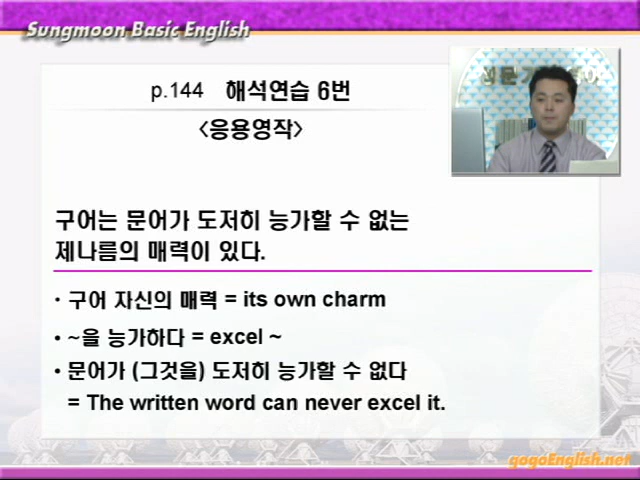 Sungmoon Basic English
p.144 해석연습 6번
<응용영작>
구어는 문어가 도저히 능가할 수 없는
제나름의 매력이 있다.
· 구어 자신의 매력 = its own charm
· ~을 능가하다 = excel ~
· 문어가 (그것을) 도저히 능가할 수 없다
= The written word can never excel it.
gogoEnglish.net